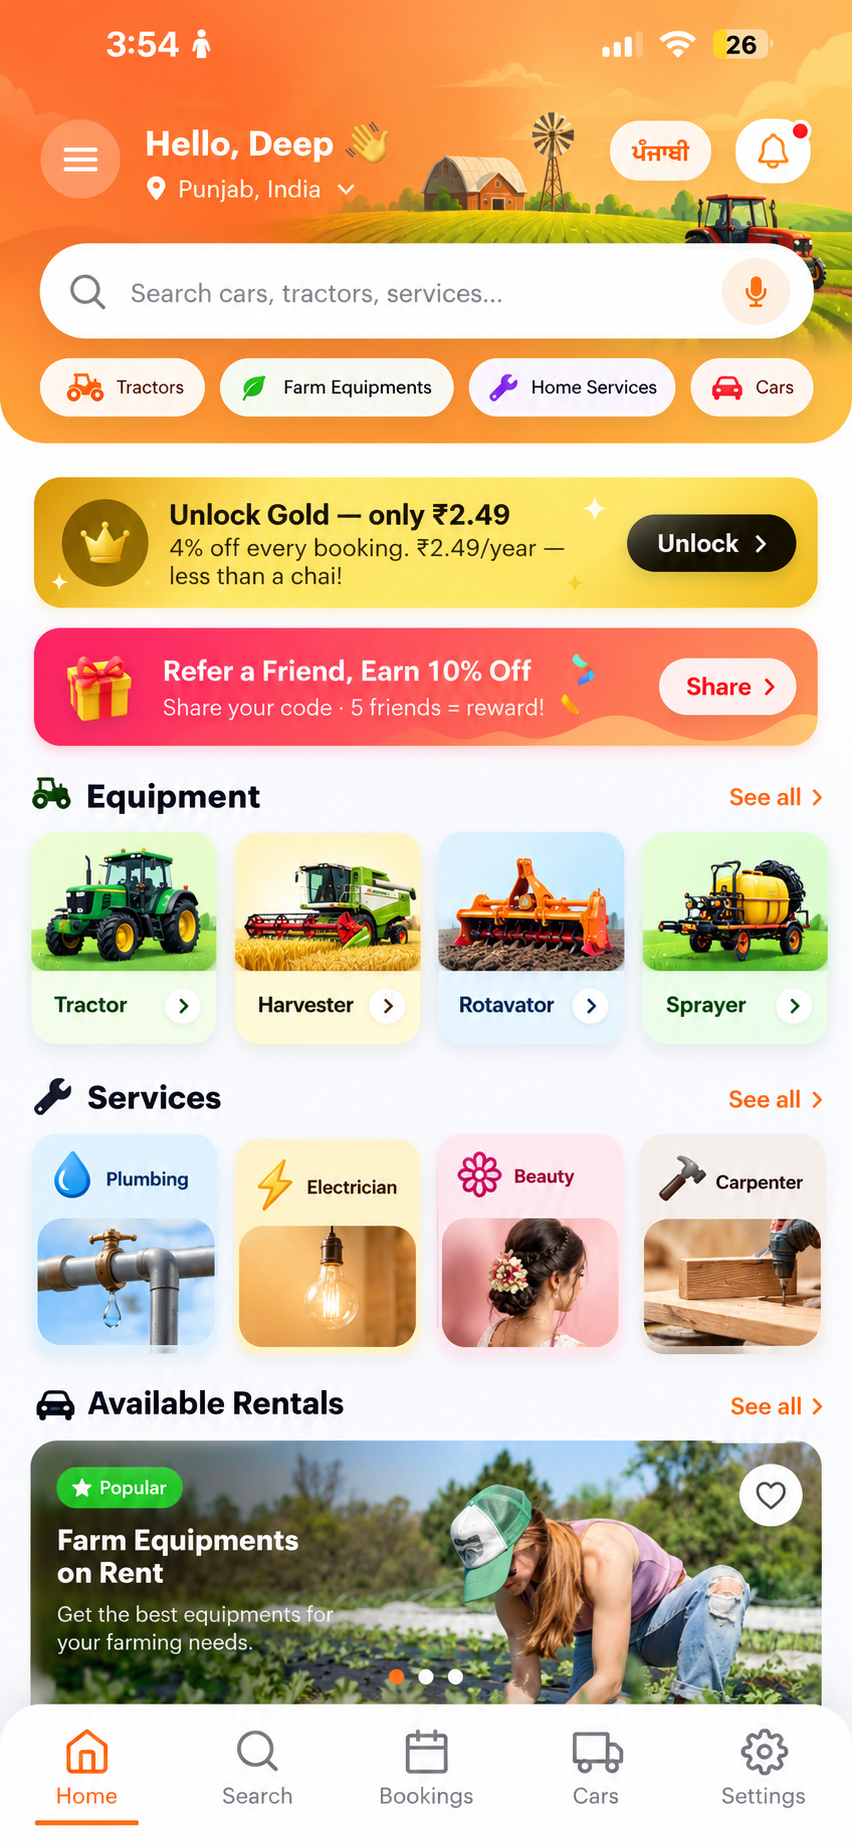 3:54
26
Hello, Deep 👋
ਪੰਜਾਬੀ
Punjab, India
Search cars, tractors, services...
Tractors
Farm Equipments
Home Services
Cars
Unlock Gold — only ₹2.49
4% off every booking. ₹2.49/year —
less than a chai!
Unlock
Refer a Friend, Earn 10% Off
Share your code · 5 friends = reward!
Share
Equipment
See all
Tractor
Harvester
Rotavator
Sprayer
Services
See all
Plumbing
Electrician
Beauty
Carpenter
Available Rentals
See all
Popular
Farm Equipments
on Rent
Get the best equipments for
your farming needs.
Home
Search
Bookings
Cars
Settings